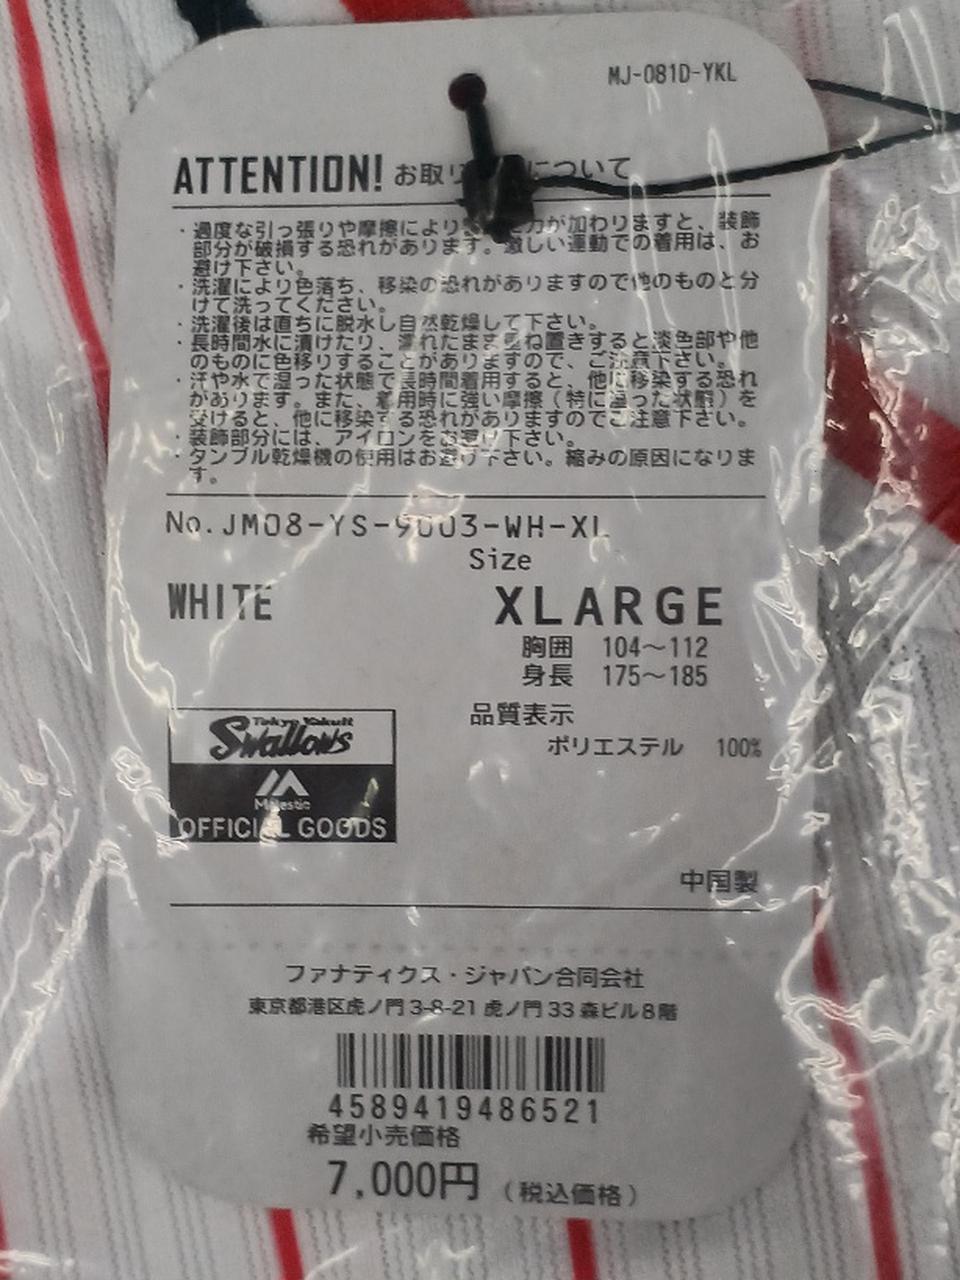 MJ-081D-YKL
ATTENTION! お取り について
・過度な引っ張りや摩擦により 力が加わりますと、装飾
部分が破損する恐れがあります。激しい運動での着用は、お
避け下さい。
・洗濯により色落ち、移染の恐れがありますので他のものと分
けて洗ってください。
・洗濯後は直ちに脱水し自然乾燥して下さい。
・長時間水に漬けたり、濡れたまま重ね置きすると淡色部や他
のものに色移りすることがありますので、ご注意下さい。
・汗や水で湿った状態で長時間着用すると、他に移染する恐れ
があります。また、着用時に強い摩擦(特に湿った状態)を
受けると、他に移染する恐れがありますのでご注意下さい。
・装飾部分には、アイロンをお避け下さい。
・タンブル乾燥機の使用はお避け下さい。縮みの原因になりま
す。
No.JM08-YS-9003-WH-XL
Size
WHITE XLARGE
胸囲 104〜112
身長 175〜185
品質表示
ポリエステル 100%
Tokyo Yakult
Swallows
Majestic
OFFICIAL GOODS
中国製
ファナティクス・ジャパン合同会社
東京都港区虎ノ門3-8-21 虎ノ門33森ビル8階
4589419486521
希望小売価格
7,000円 (税込価格)